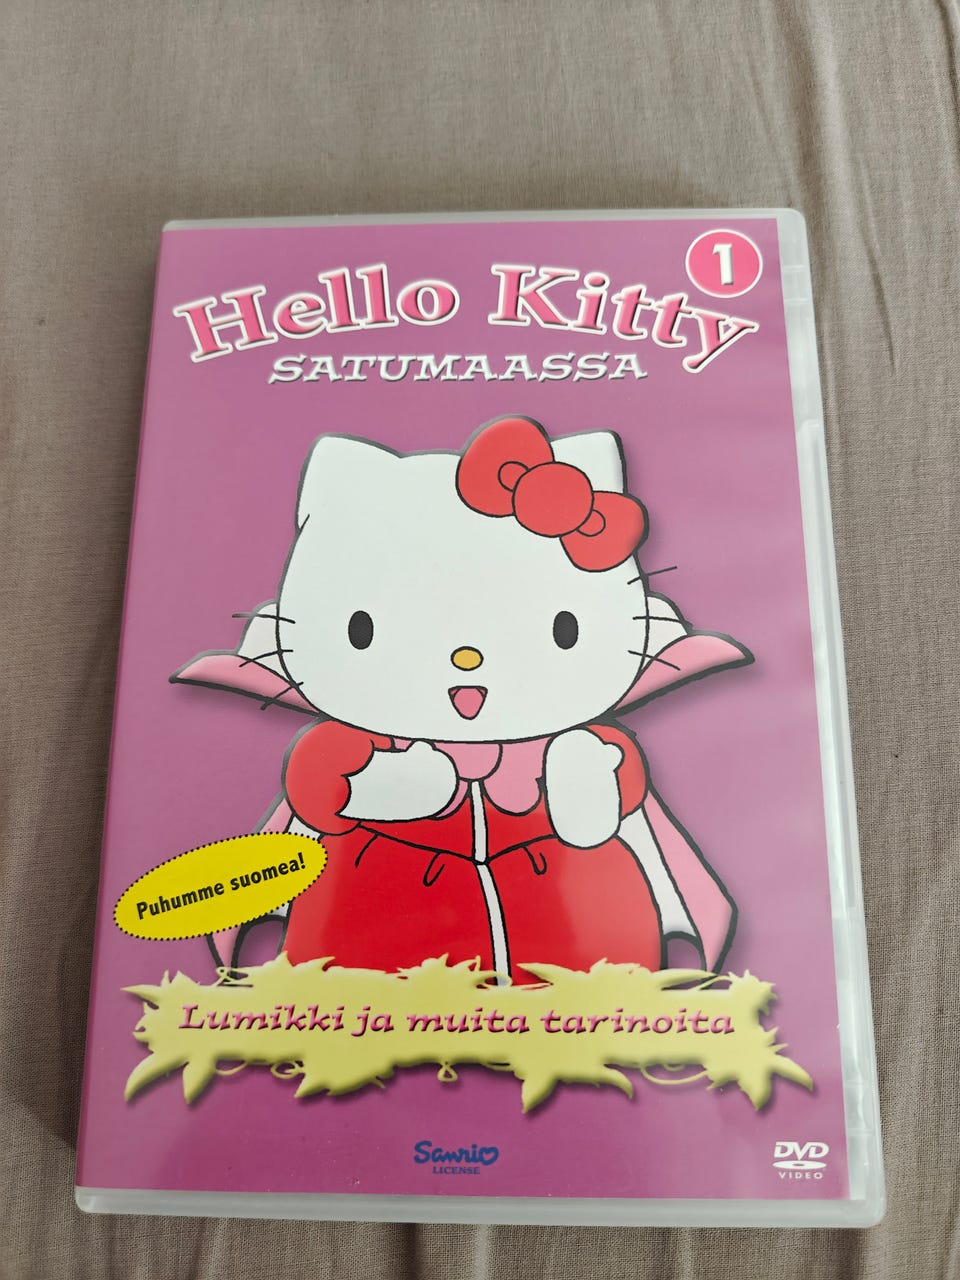 1
Hello Kitty
SATUMAASSA
Puhumme suomea!
Lumikki ja muita tarinoita
Sanrio
LICENSE
DVD
VIDEO